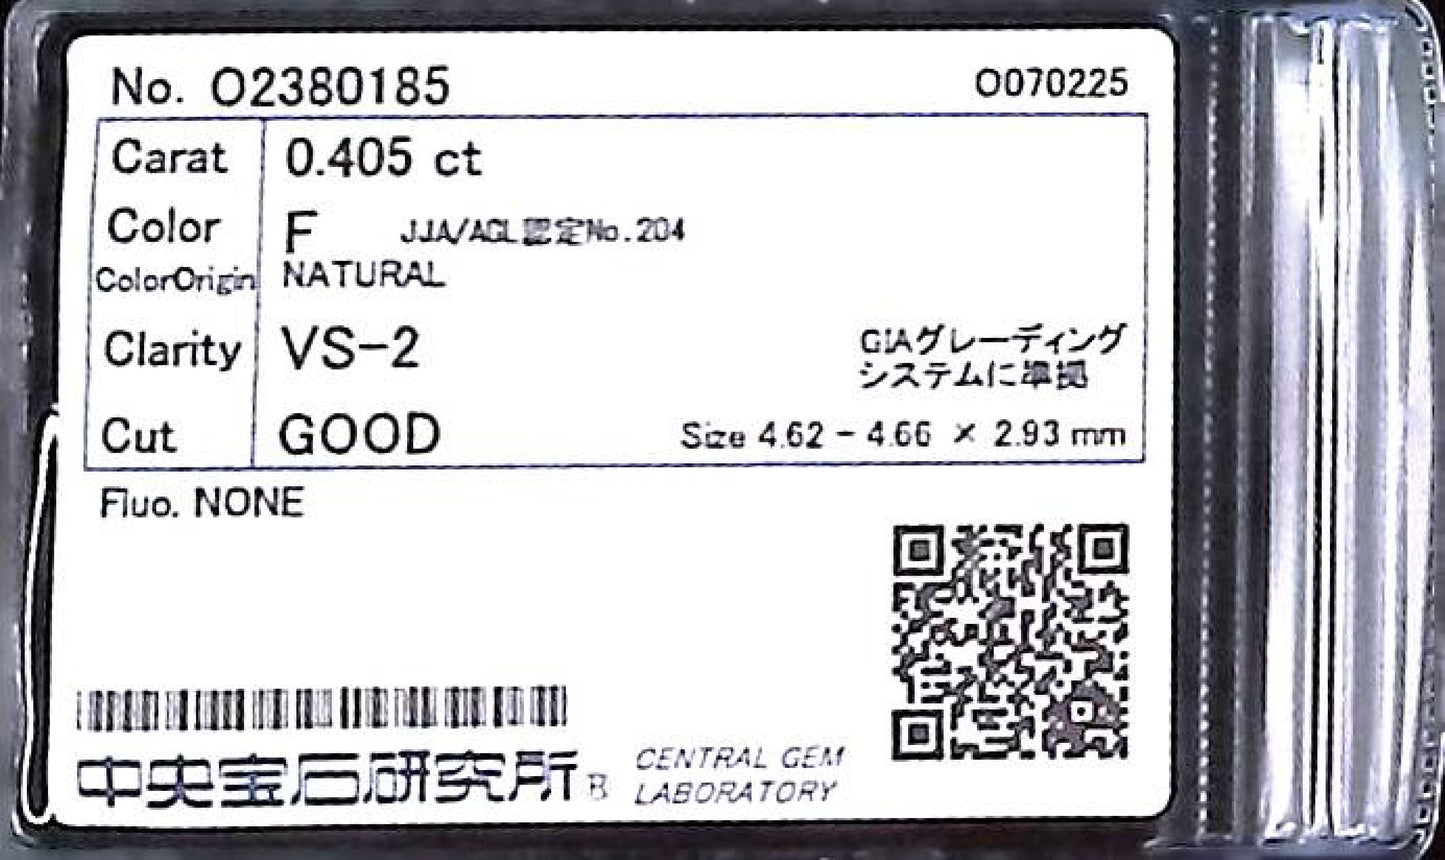 No. O2380185 O070225
Carat 0.405 ct
Color F JJA/AGL認定No.204
ColorOrigin NATURAL
Clarity VS-2 GIAグレーディング
システムに準拠
Cut GOOD Size 4.62 - 4.66 × 2.93 mm
Fluo. NONE
中央宝石研究所 CENTRAL GEM
LABORATORY